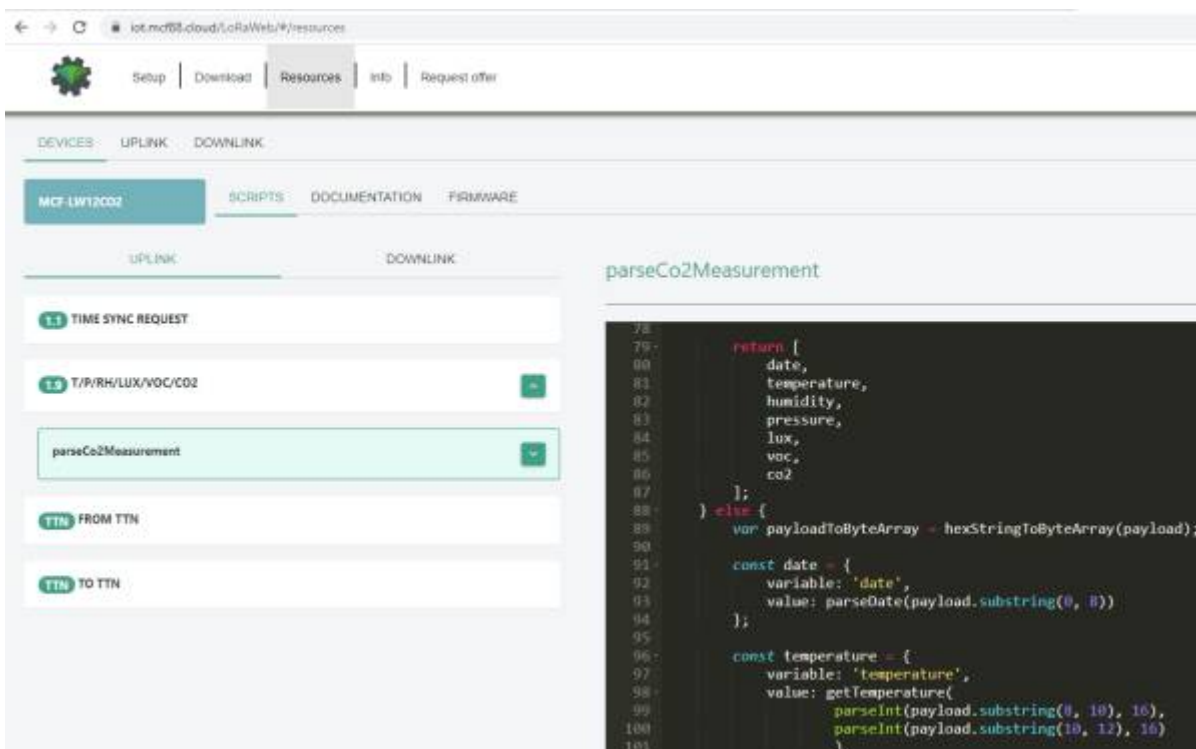 iot.mcf88.cloud/LoRaWeb/#/resources
Setup Download Resources Info Request offer
DEVICES UPLINK DOWNLINK
MCF-LW12CO2 SCRIPTS DOCUMENTATION FIRMWARE
UPLINK DOWNLINK
1.1 TIME SYNC REQUEST
1.9 T/P/RH/LUX/VOC/CO2
parseCo2Measurement
TTN FROM TTN
TTN TO TTN
parseCo2Measurement
78
79 return [
80 date,
81 temperature,
82 humidity,
83 pressure,
84 lux,
85 voc,
86 co2
87 ];
88 } else {
89 var payloadToByteArray = hexStringToByteArray(payload);
90
91 const date = {
92 variable: 'date',
93 value: parseDate(payload.substring(0, 8))
94 };
95
96 const temperature = {
97 variable: 'temperature',
98 value: getTemperature(
99 parseInt(payload.substring(8, 10), 16),
100 parseInt(payload.substring(10, 12), 16)
101 )